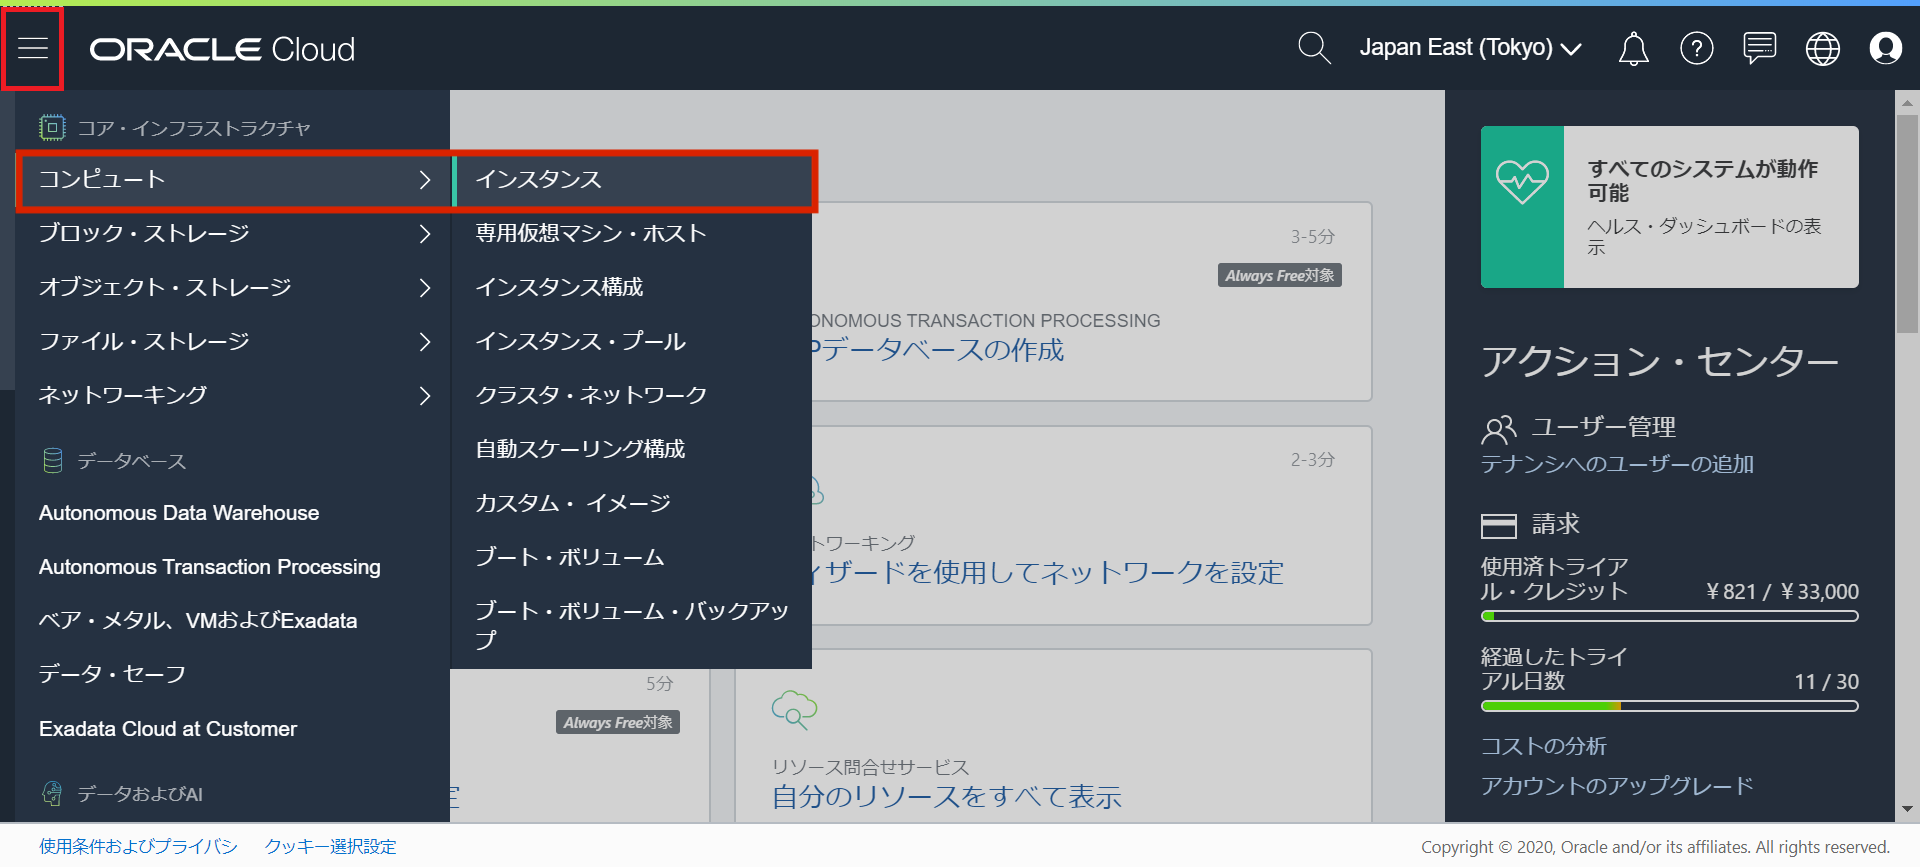 ORACLE Cloud
Japan East (Tokyo)
コア・インフラストラクチャ
コンピュート
ブロック・ストレージ
オブジェクト・ストレージ
ファイル・ストレージ
ネットワーキング
データベース
Autonomous Data Warehouse
Autonomous Transaction Processing
ベア・メタル、VMおよびExadata
データ・セーフ
Exadata Cloud at Customer
データおよびAI
インスタンス
専用仮想マシン・ホスト
インスタンス構成
インスタンス・プール
クラスタ・ネットワーク
自動スケーリング構成
カスタム・ イメージ
ブート・ボリューム
ブート・ボリューム・バックアッ
プ
3-5分
Always Free対象
ONOMOUS TRANSACTION PROCESSING
Pデータベースの作成
2-3分
トワーキング
ィザードを使用してネットワークを設定
5分
Always Free対象
定
リソース問合せサービス
自分のリソースをすべて表示
すべてのシステムが動作
可能
ヘルス・ダッシュボードの表
示
アクション・センター
ユーザー管理
テナンシへのユーザーの追加
請求
使用済トライア
ル・クレジット
¥821 / ¥33,000
経過したトライ
アル日数
11 / 30
コストの分析
アカウントのアップグレード
使用条件およびプライバシ
クッキー選択設定
Copyright © 2020, Oracle and/or its affiliates. All rights reserved.